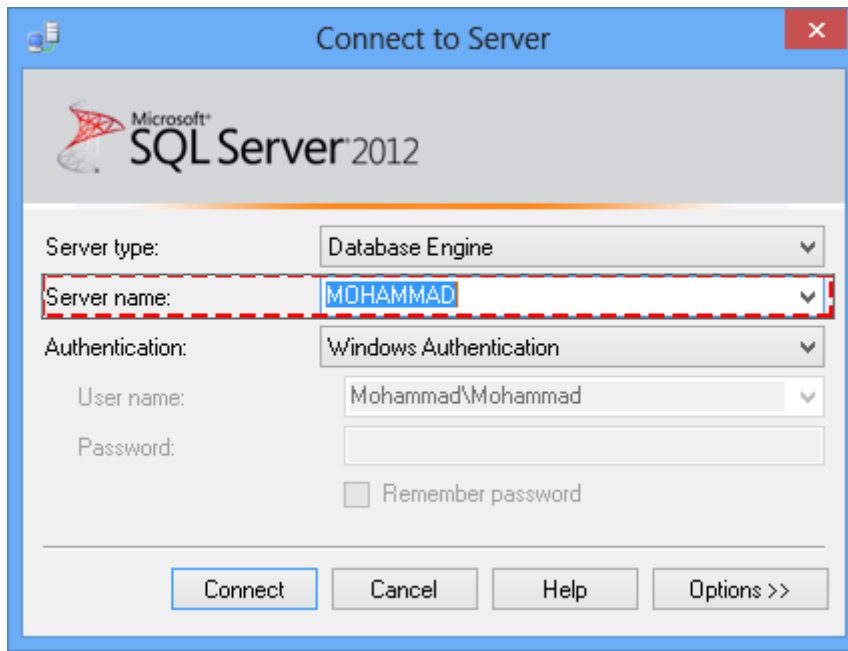 Connect to Server
Microsoft®
SQL Server® 2012
Server type: Database Engine
Server name: MOHAMMAD
Authentication: Windows Authentication
User name: Mohammad\Mohammad
Password:
Remember password
Connect Cancel Help Options >>